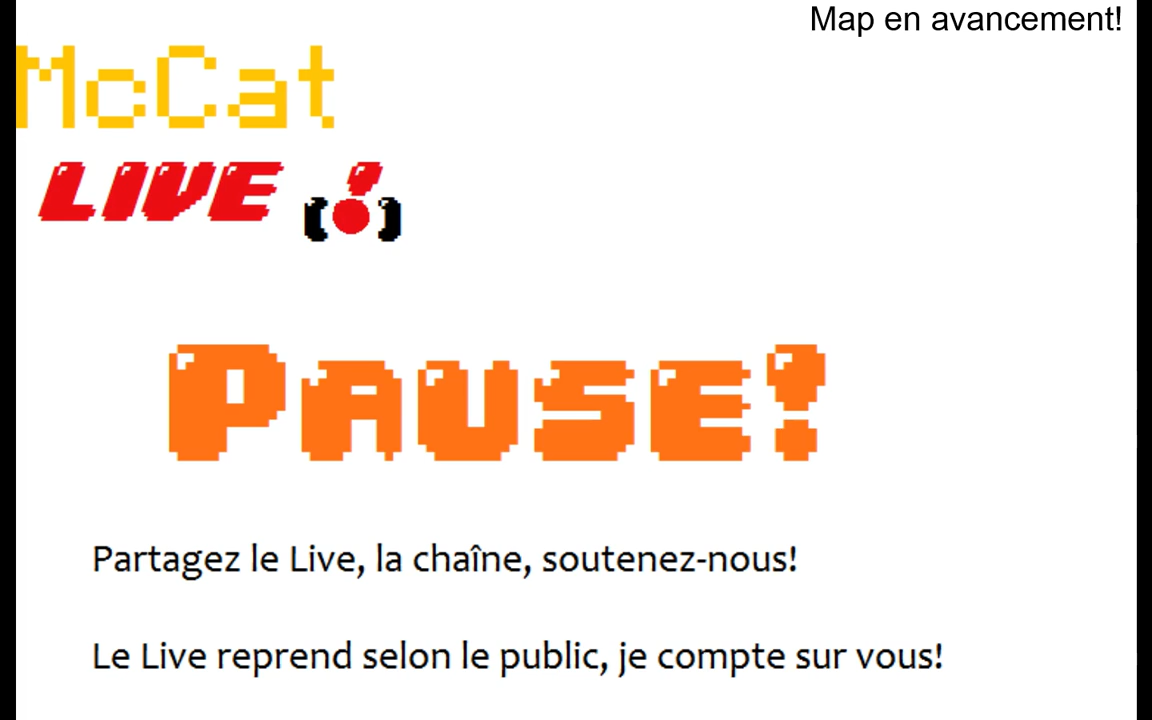 Map en avancement!
McCat
LIVE (!)
Pause!
Partagez le Live, la chaîne, soutenez-nous!
Le Live reprend selon le public, je compte sur vous!